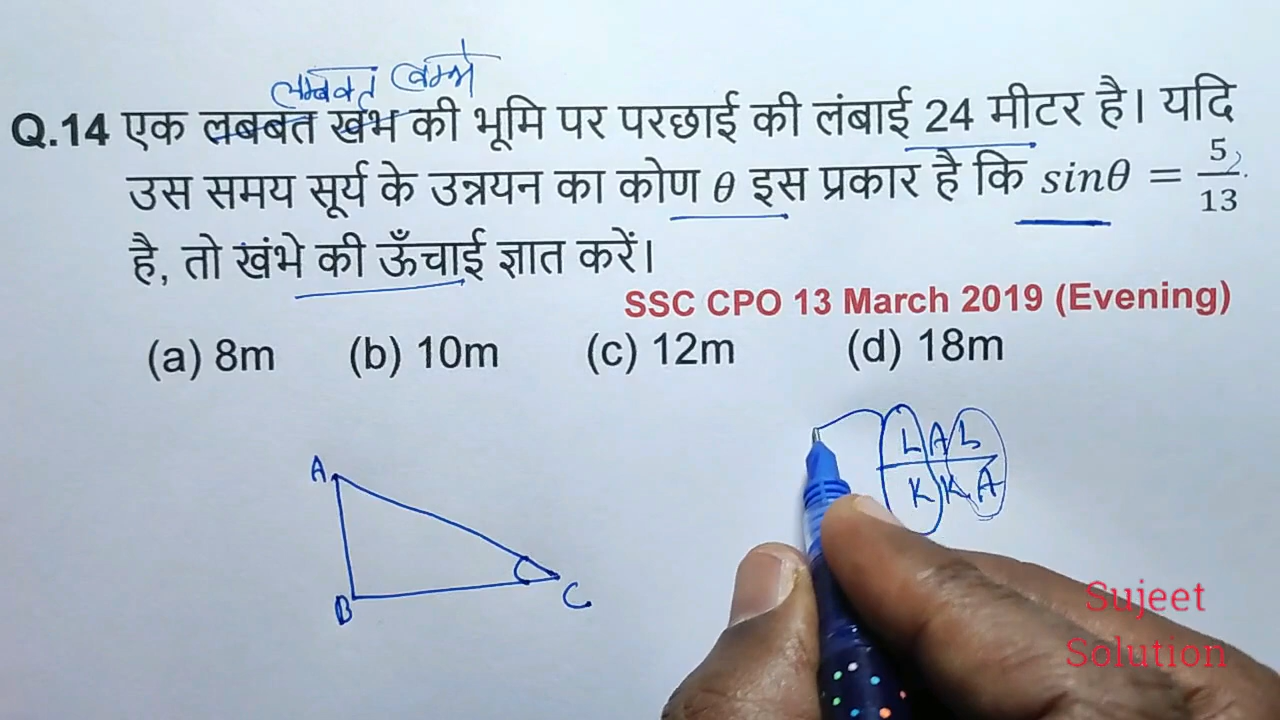 लम्बवत खम्भे
Q.14 एक लबबत खंभ की भूमि पर परछाई की लंबाई 24 मीटर है। यदि
उस समय सूर्य के उन्नयन का कोण θ इस प्रकार है कि sinθ = 5/13
है, तो खंभे की ऊँचाई ज्ञात करें।
SSC CPO 13 March 2019 (Evening)
(a) 8m (b) 10m (c) 12m (d) 18m
L A L
K K A
A
B
C
Sujeet
Solution